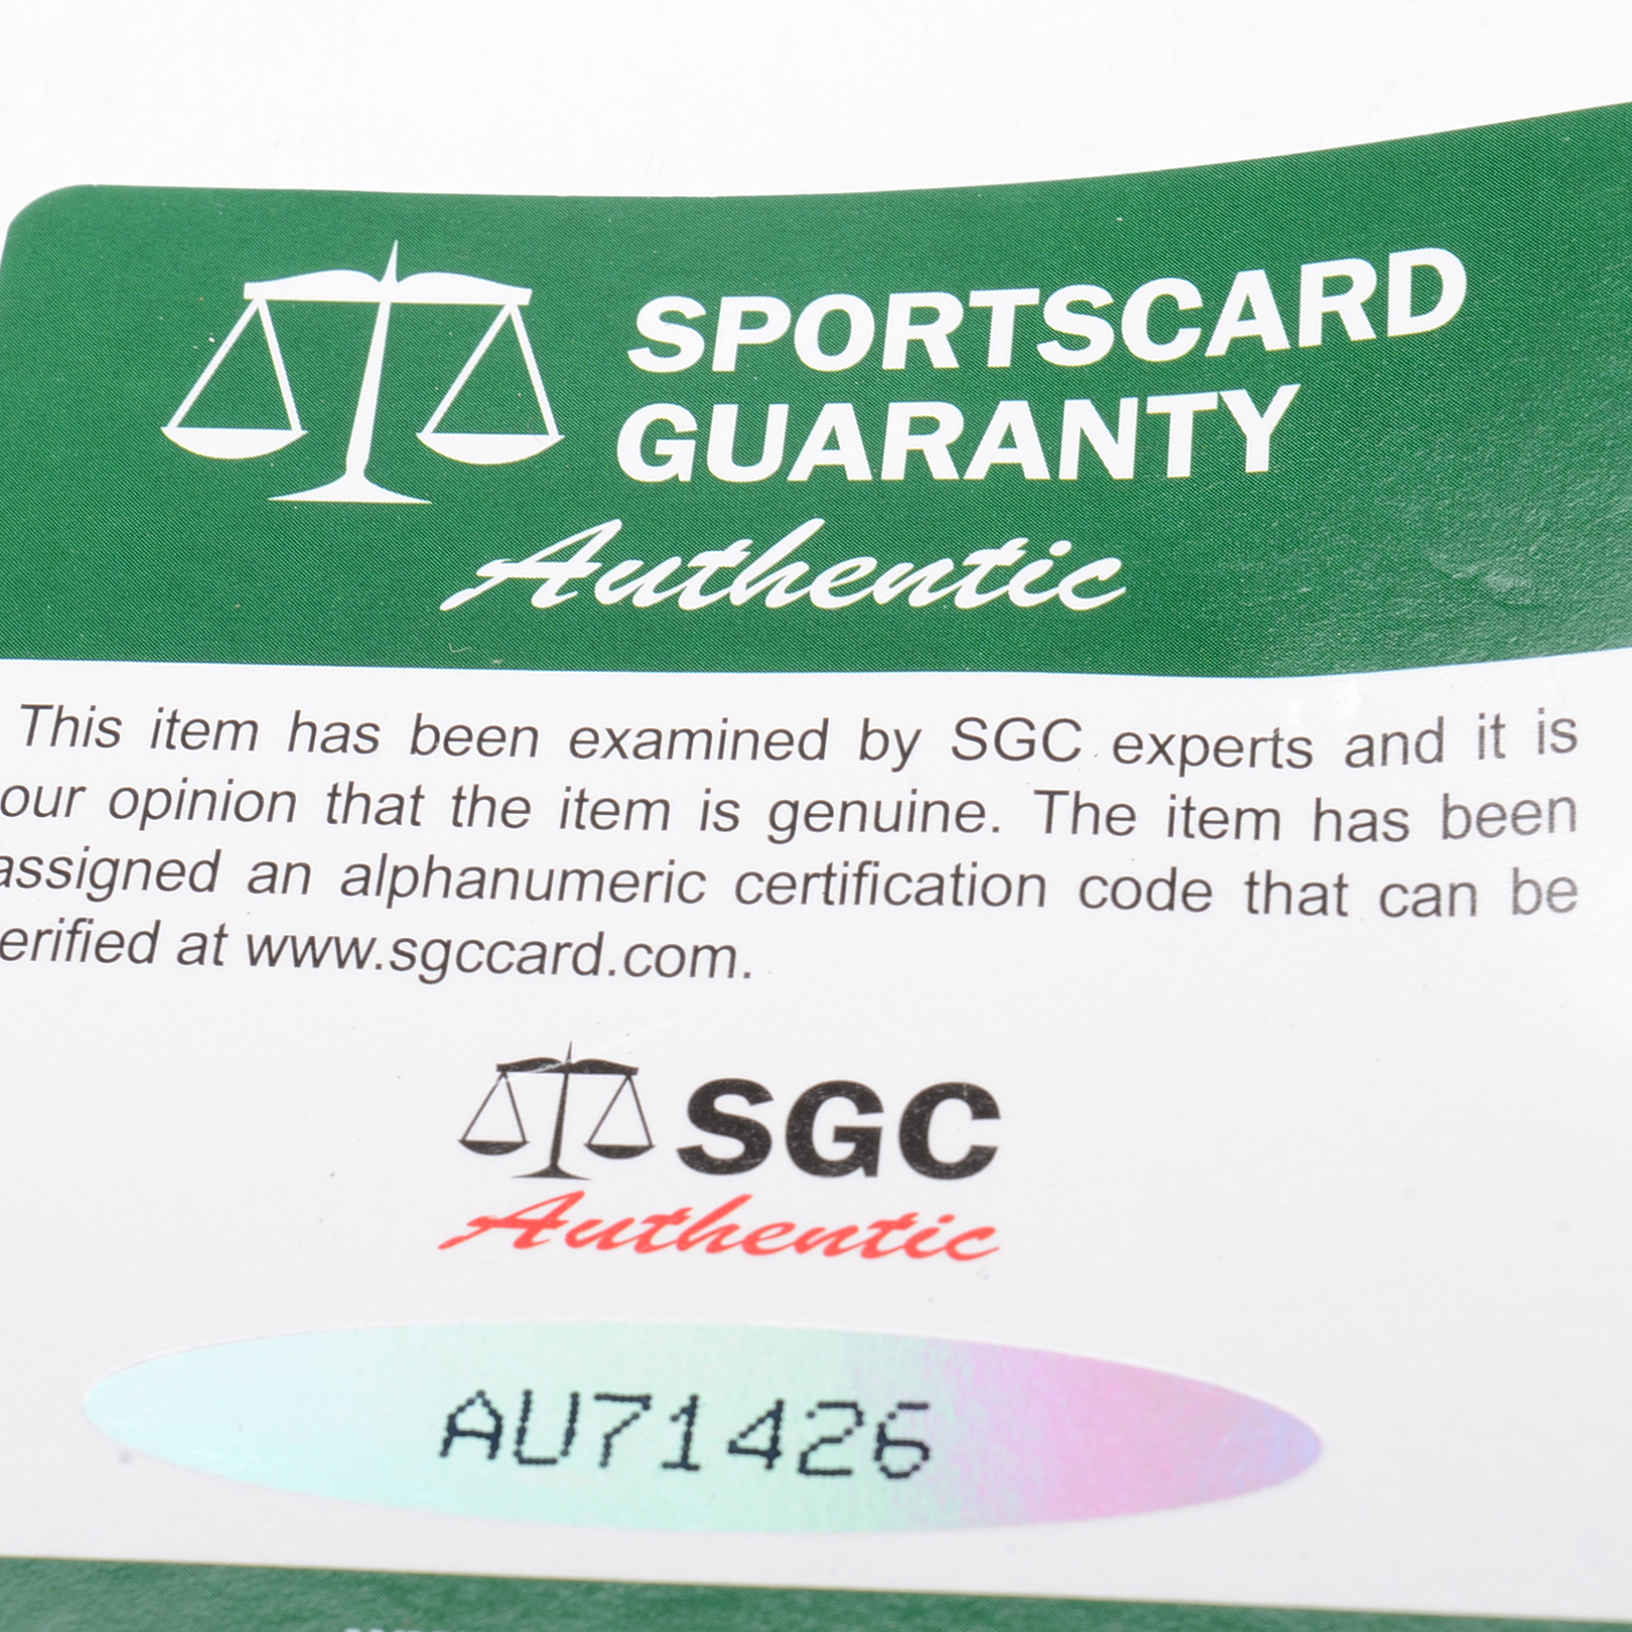 SPORTSCARD
GUARANTY
Authentic
This item has been examined by SGC experts and it is
our opinion that the item is genuine. The item has been
assigned an alphanumeric certification code that can be
erified at www.sgccard.com.
SGC
Authentic
AU71426